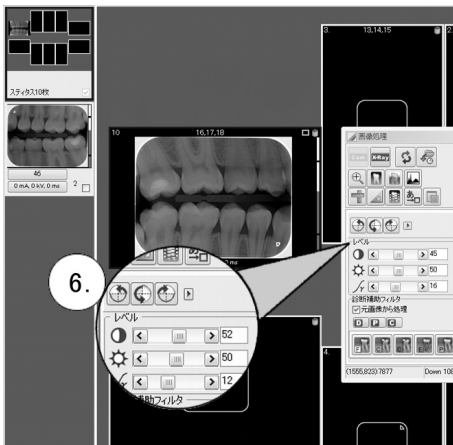 スティタス10枚
46
0 mA, 0 kV, 0 ms
2
10
16,17,18
3.
13,14,15
2.
画像処理
X-Ray
レベル
45
50
16
診断補助フィルタ
元画像から処理
D P C
(1555,823):7877
Down 108
4.
6.
レベル
52
50
12
補助フィルタ